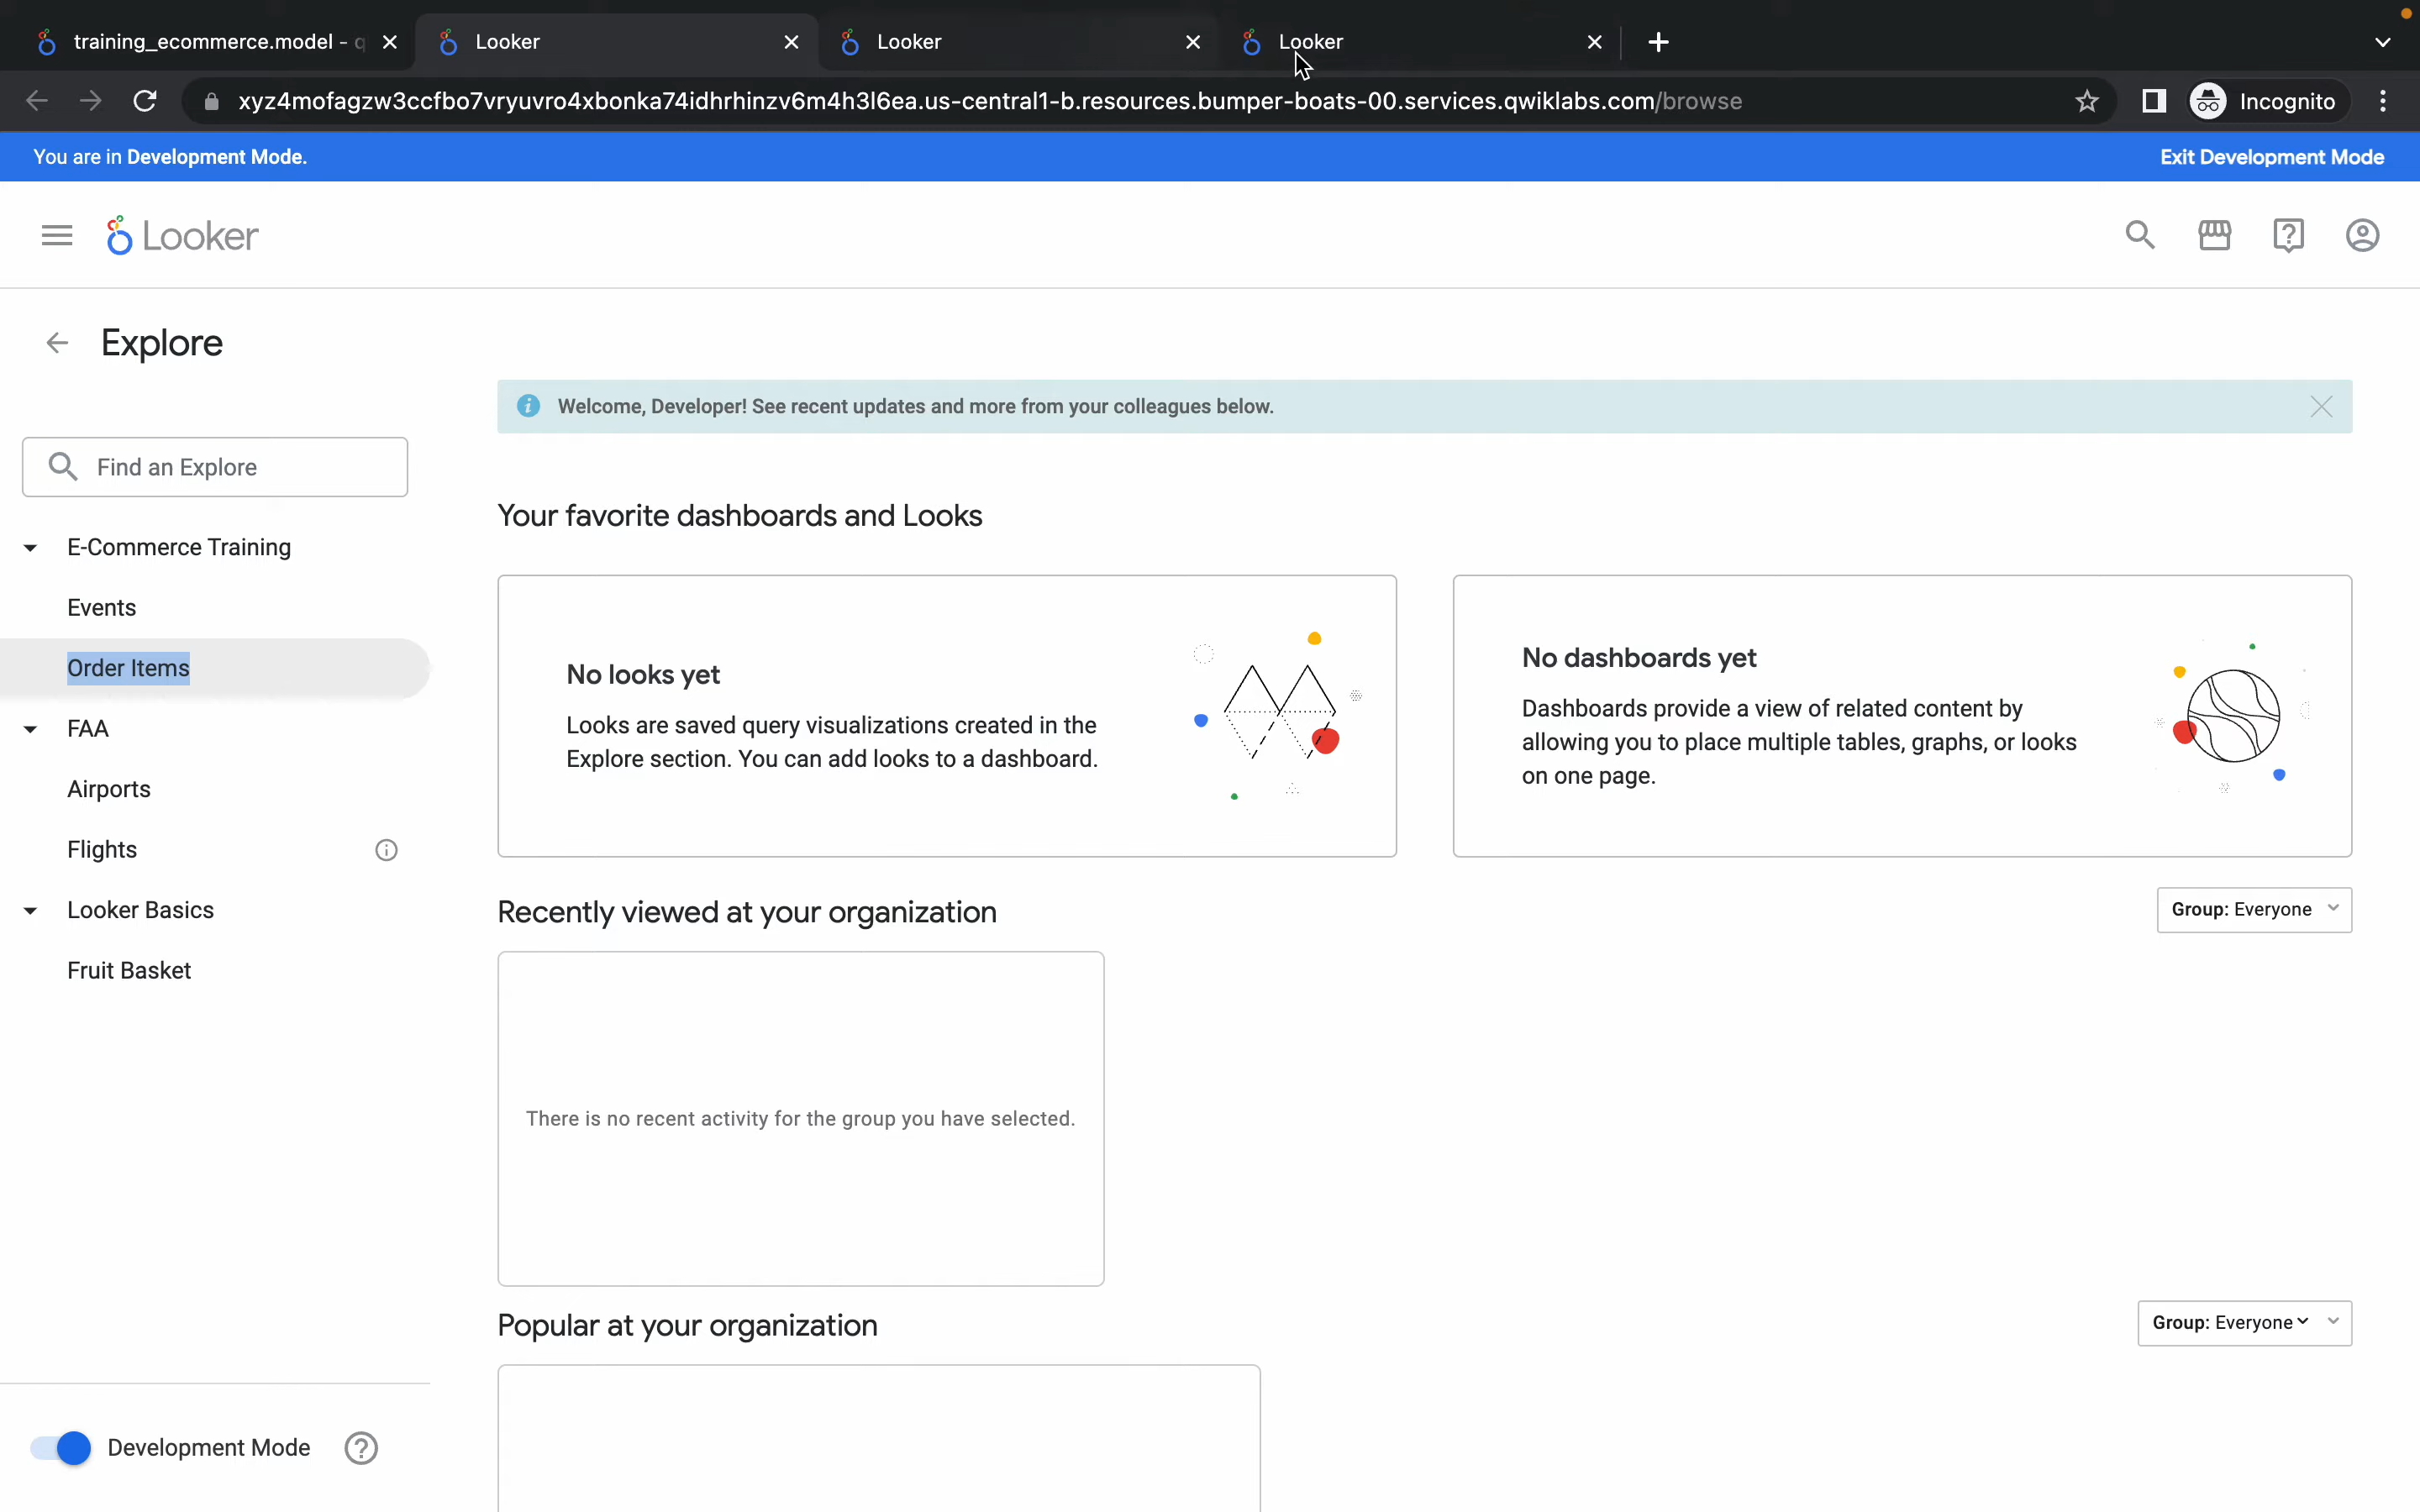 training_ecommerce.model - q
Looker
Looker
Looker
xyz4mofagzw3ccfbo7vryuvro4xbonka74idhrhinzv6m4h3l6ea.us-central1-b.resources.bumper-boats-00.services.qwiklabs.com/browse
Incognito
You are in Development Mode.
Exit Development Mode
Looker
Explore
Welcome, Developer! See recent updates and more from your colleagues below.
Find an Explore
Your favorite dashboards and Looks
E-Commerce Training
Events
Order Items
FAA
Airports
Flights
Looker Basics
Fruit Basket
No looks yet
Looks are saved query visualizations created in the
Explore section. You can add looks to a dashboard.
No dashboards yet
Dashboards provide a view of related content by
allowing you to place multiple tables, graphs, or looks
on one page.
Recently viewed at your organization
Group: Everyone
There is no recent activity for the group you have selected.
Popular at your organization
Group: Everyone
Development Mode